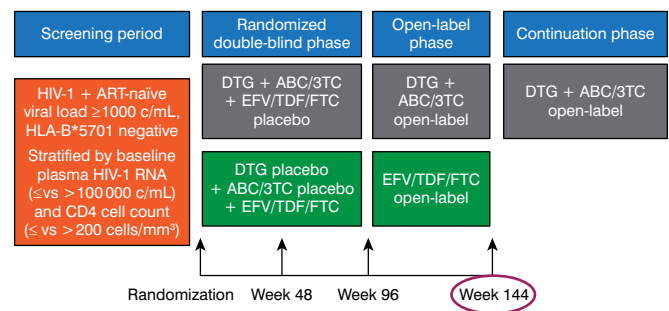 Screening period
Randomized
double-blind phase
Open-label
phase
Continuation phase
HIV-1 + ART-naïve
viral load ≥1000 c/mL,
HLA-B*5701 negative
Stratified by baseline
plasma HIV-1 RNA
(≤vs >100 000 c/mL)
and CD4 cell count
(≤ vs >200 cells/mm³)
DTG + ABC/3TC
+ EFV/TDF/FTC
placebo
DTG +
ABC/3TC
open-label
DTG + ABC/3TC
open-label
DTG placebo
+ ABC/3TC placebo
+ EFV/TDF/FTC
EFV/TDF/FTC
open-label
Randomization
Week 48
Week 96
Week 144